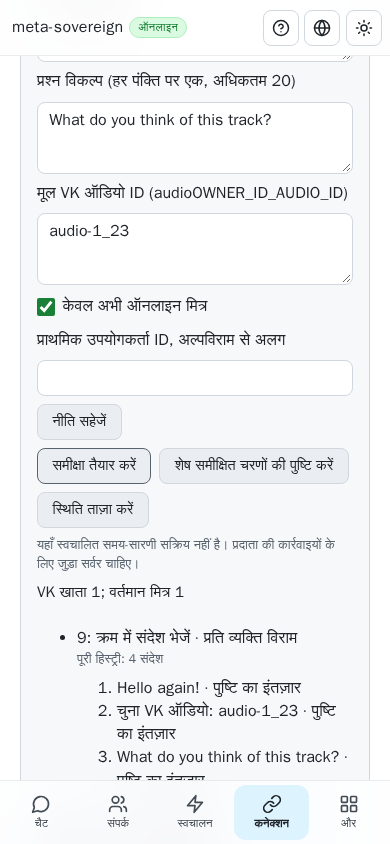 meta-sovereign ऑनलाइन
प्रश्न विकल्प (हर पंक्ति पर एक, अधिकतम 20)
What do you think of this track?
मूल VK ऑडियो ID (audioOWNER_ID_AUDIO_ID)
audio-1_23
केवल अभी ऑनलाइन मित्र
प्राथमिक उपयोगकर्ता ID, अल्पविराम से अलग
नीति सहेजें
समीक्षा तैयार करें शेष समीक्षित चरणों की पुष्टि करें
स्थिति ताज़ा करें
यहाँ स्वचालित समय-सारणी सक्रिय नहीं है। प्रदाता की कार्रवाइयों के
लिए जुड़ा सर्वर चाहिए।
VK खाता 1; वर्तमान मित्र 1
• 9: क्रम में संदेश भेजें · प्रति व्यक्ति विराम
पूरी हिस्ट्री: 4 संदेश
1. Hello again! · पुष्टि का इंतज़ार
2. चुना VK ऑडियो: audio-1_23 · पुष्टि
का इंतज़ार
3. What do you think of this track? ·
पुष्टि का इंतज़ार
चैट संपर्क स्वचालन कनेक्शन और